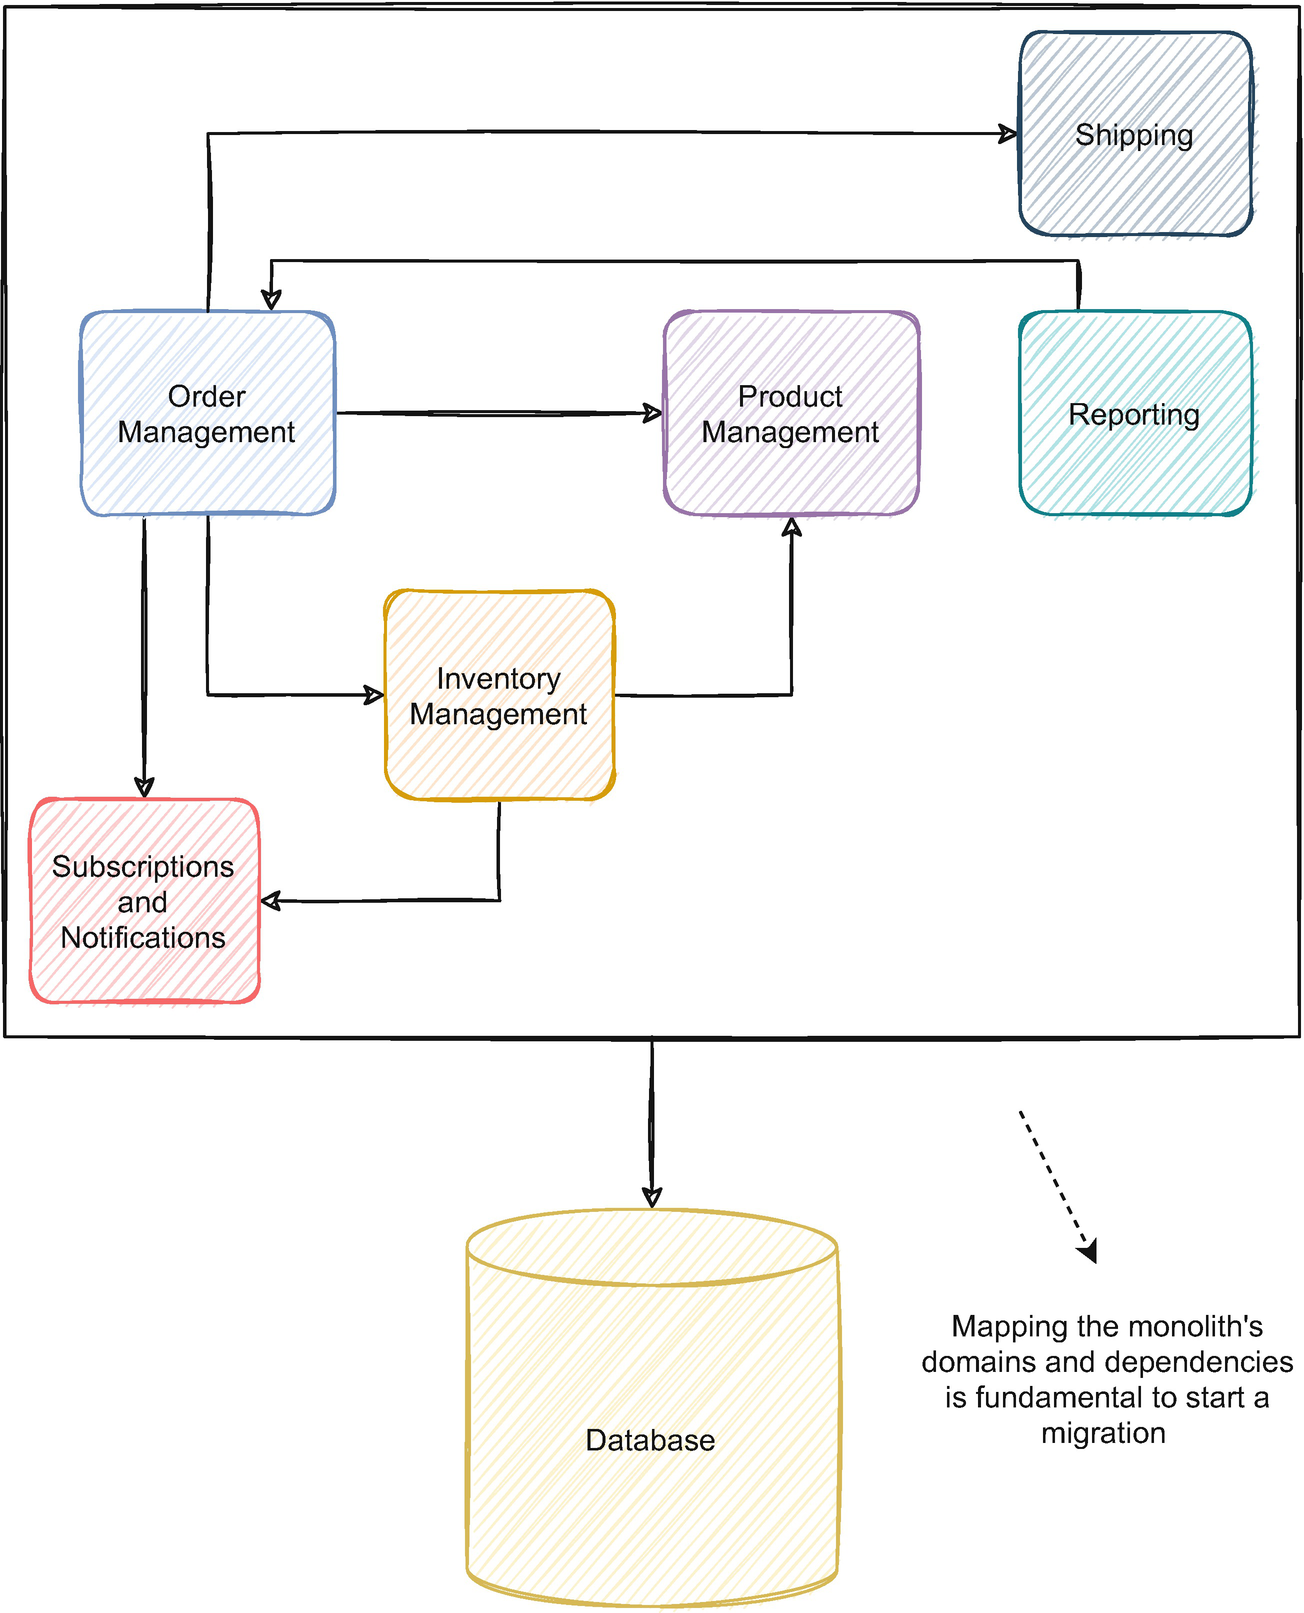 Shipping
Order
Management
Product
Management
Reporting
Inventory
Management
Subscriptions
and
Notifications
Database
Mapping the monolith's
domains and dependencies
is fundamental to start a
migration